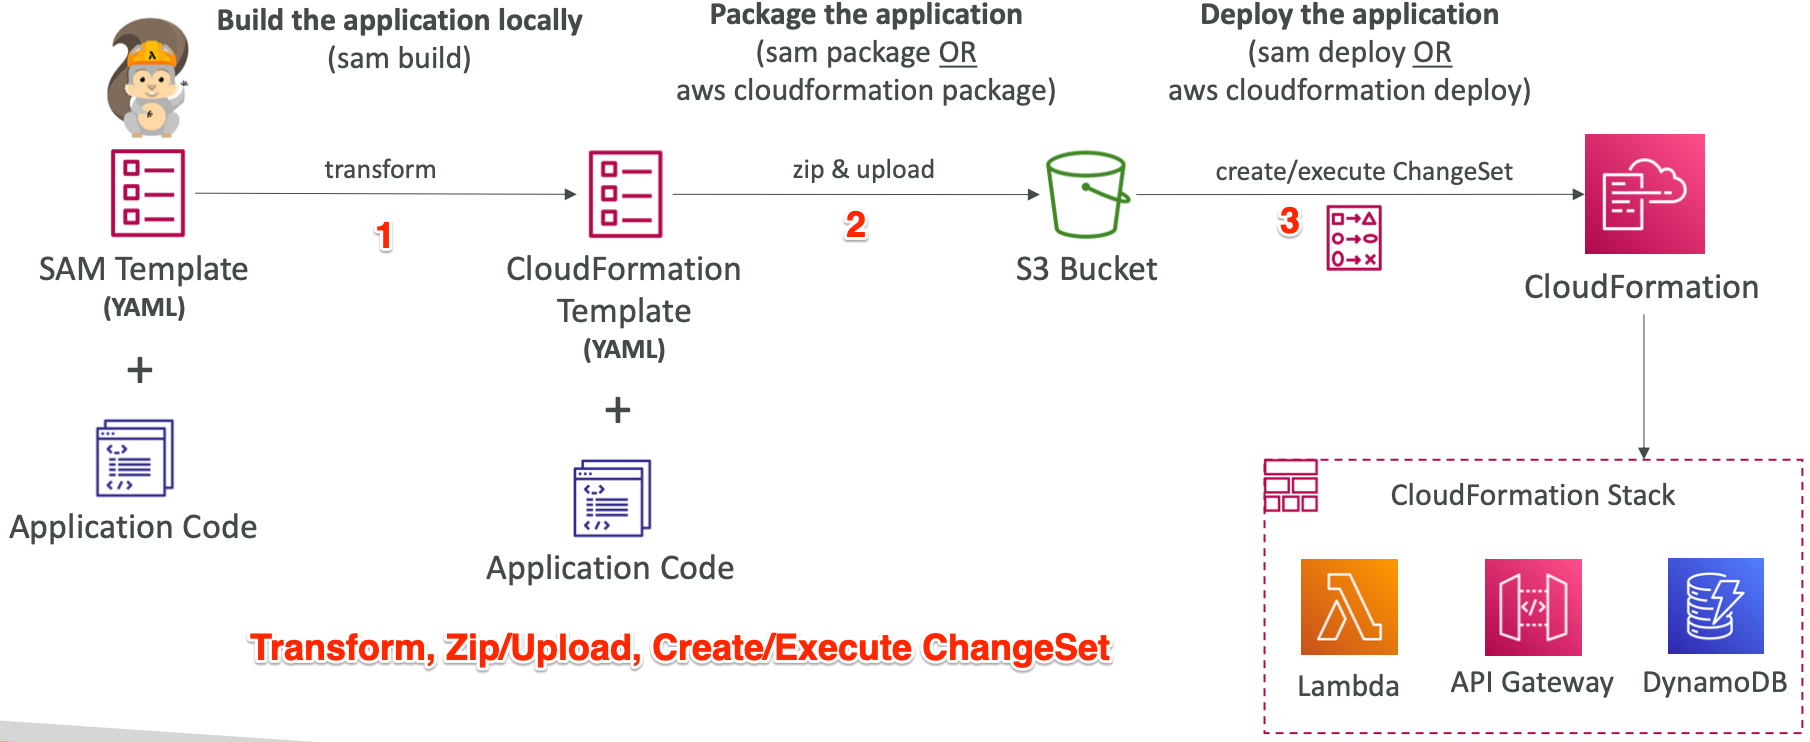 Build the application locally
(sam build)
Package the application
(sam package OR
aws cloudformation package)
Deploy the application
(sam deploy OR
aws cloudformation deploy)
transform
1
zip & upload
2
create/execute ChangeSet
3
SAM Template
(YAML)
+
Application Code
CloudFormation
Template
(YAML)
+
Application Code
S3 Bucket
CloudFormation
CloudFormation Stack
Lambda
API Gateway
DynamoDB
Transform, Zip/Upload, Create/Execute ChangeSet